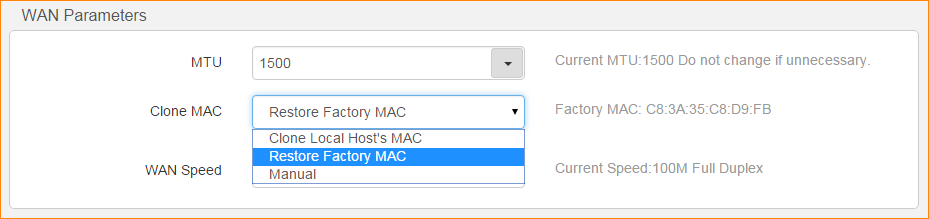 WAN Parameters
MTU 1500 Current MTU:1500 Do not change if unnecessary.
Clone MAC Restore Factory MAC Factory MAC: C8:3A:35:C8:D9:FB
Clone Local Host's MAC
Restore Factory MAC
WAN Speed Current Speed:100M Full Duplex
Manual